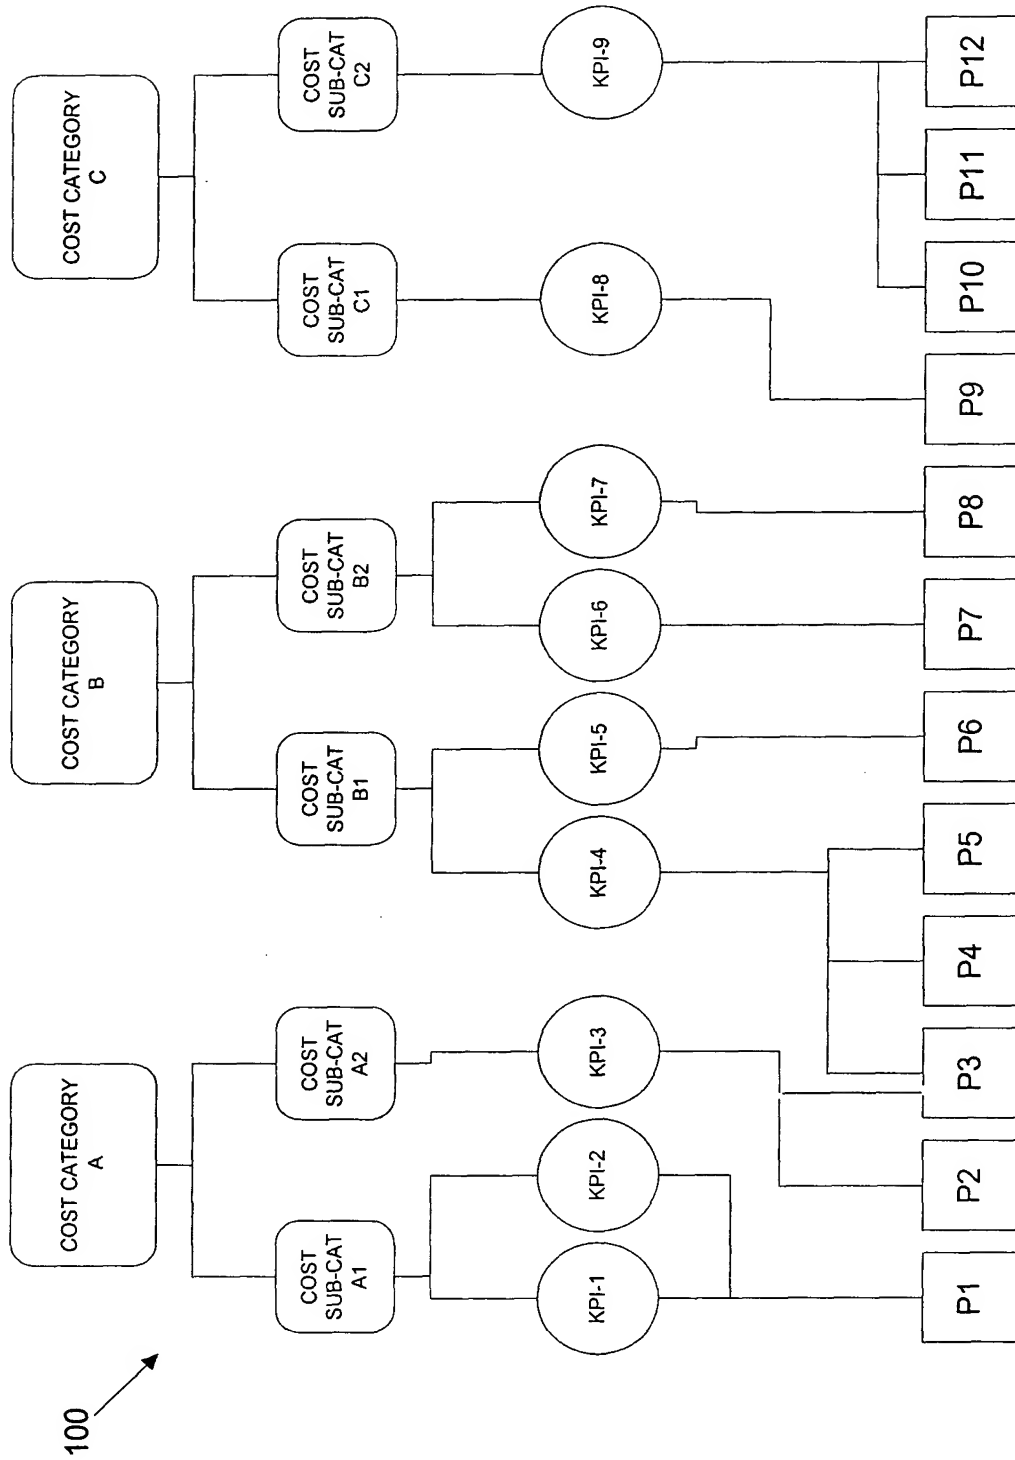 100
COST CATEGORY
A
COST CATEGORY
B
COST CATEGORY
C
COST
SUB-CAT
A1
COST
SUB-CAT
A2
COST
SUB-CAT
B1
COST
SUB-CAT
B2
COST
SUB-CAT
C1
COST
SUB-CAT
C2
KPI-1
KPI-2
KPI-3
KPI-4
KPI-5
KPI-6
KPI-7
KPI-8
KPI-9
P1
P2
P3
P4
P5
P6
P7
P8
P9
P10
P11
P12